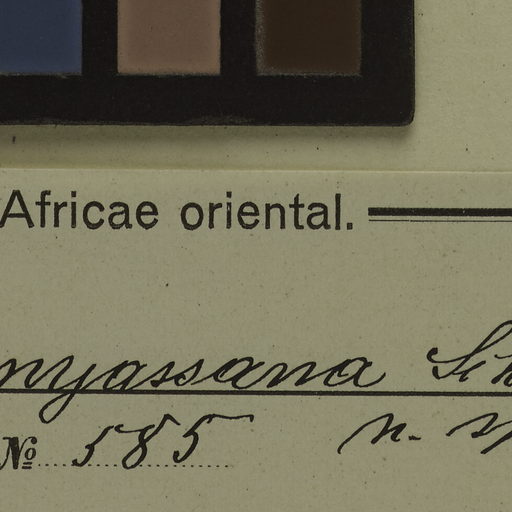 Africae oriental.
nyassana
№ 585 n.